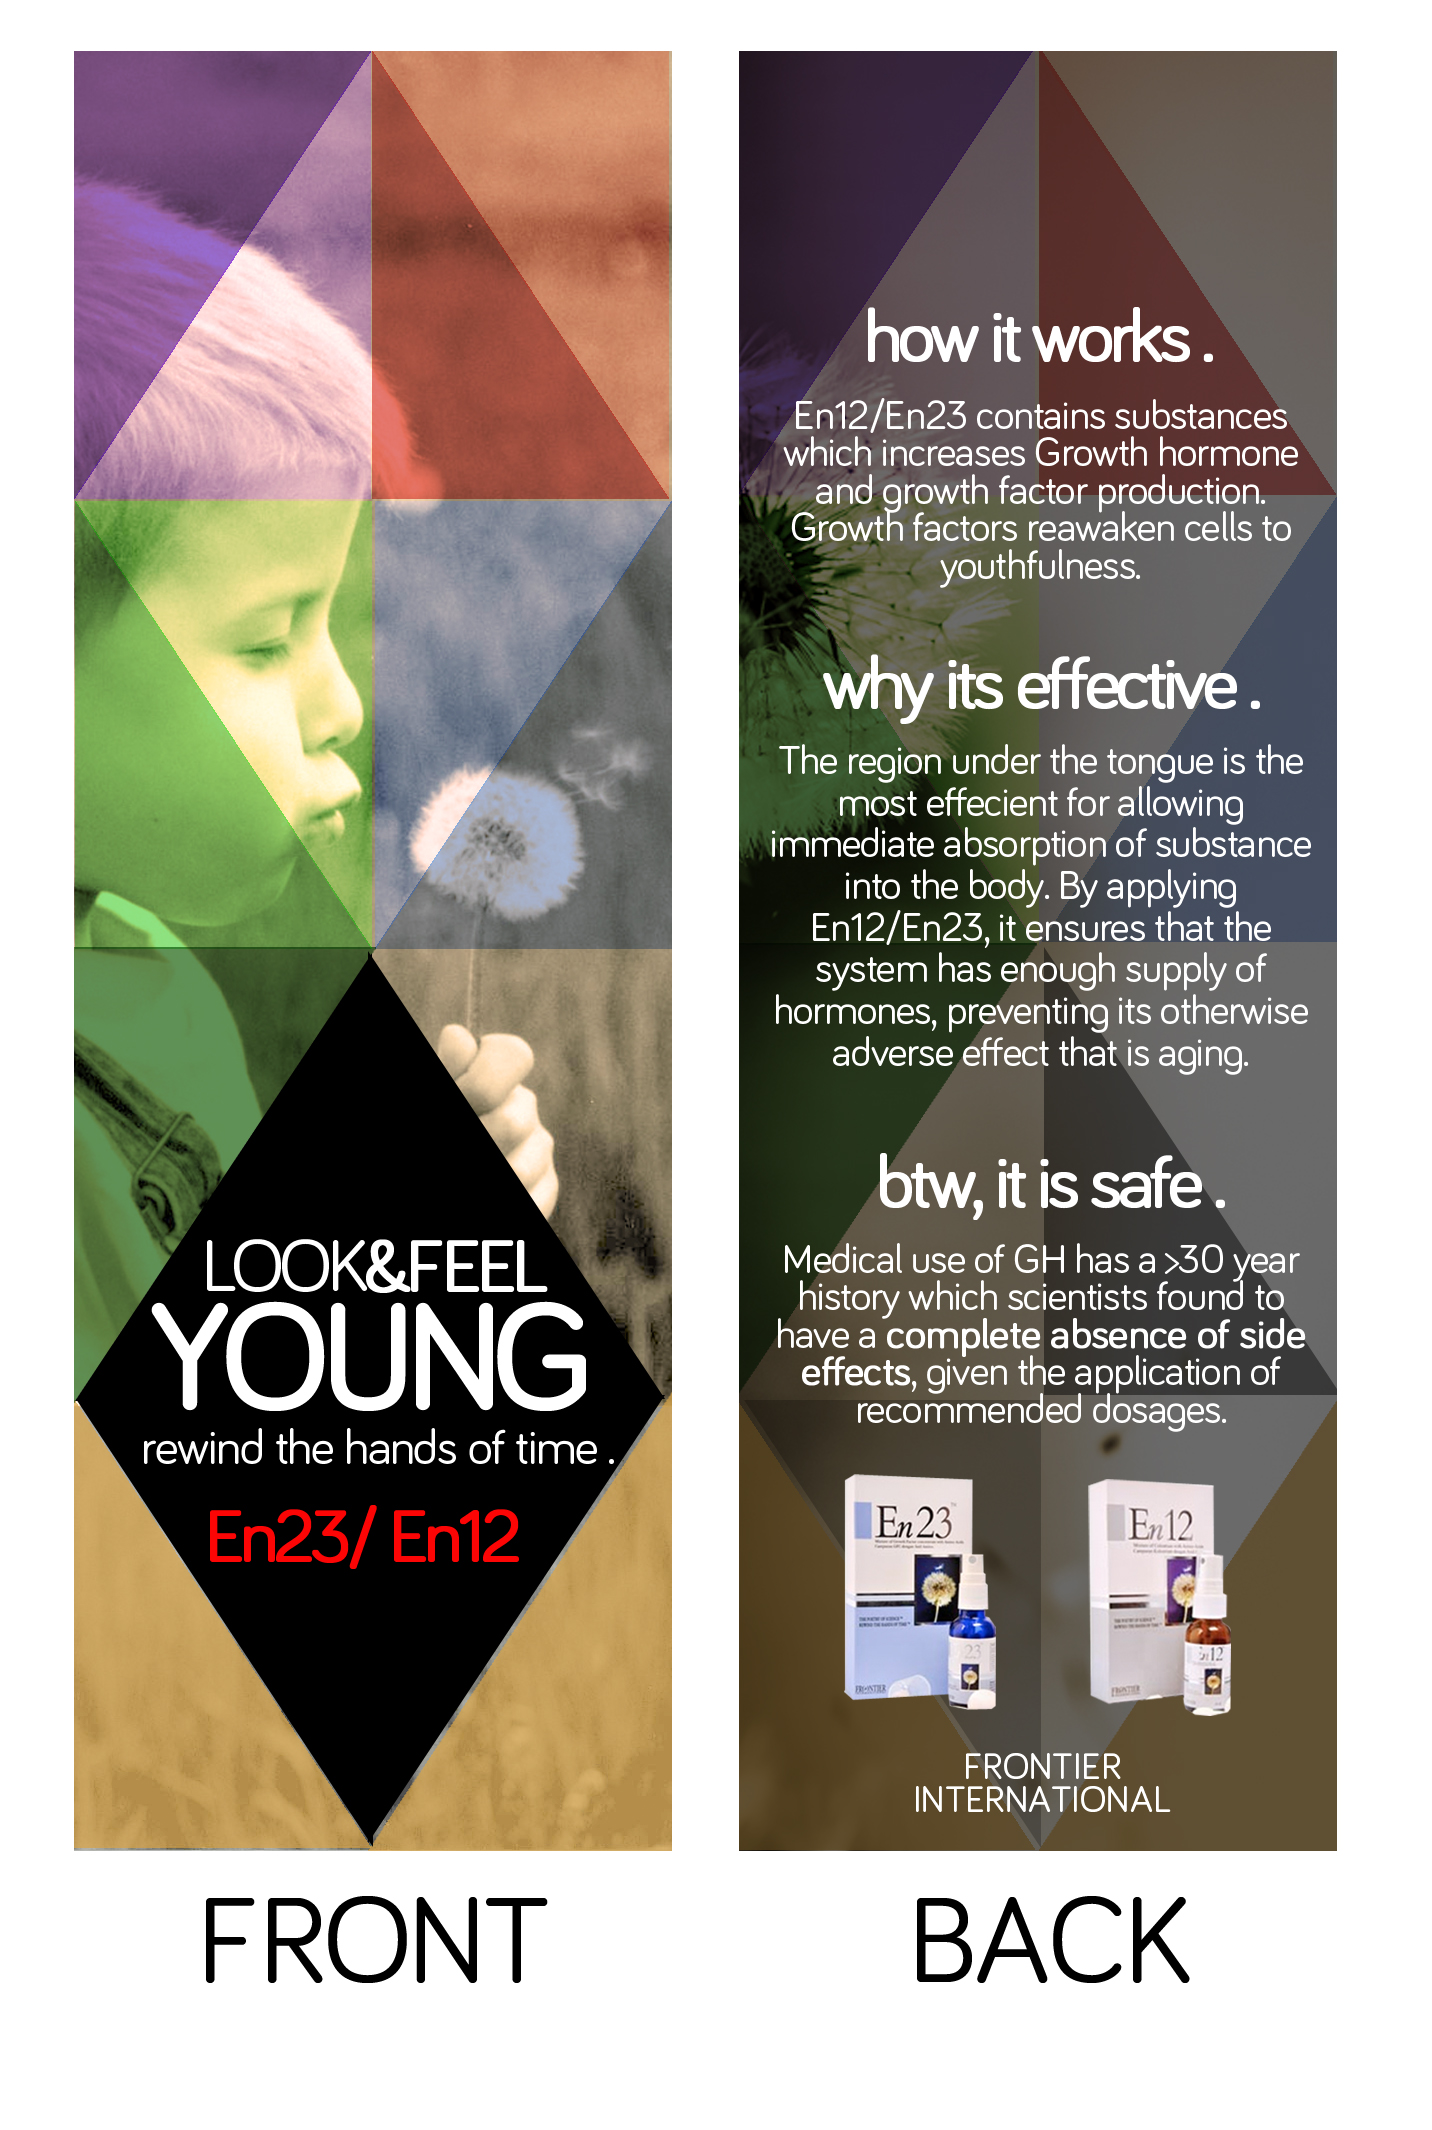 LOOK&FEEL
YOUNG
rewind the hands of time .
En23/ En12
FRONT
how it works .
En12/En23 contains substances
which increases Growth hormone
and growth factor production.
Growth factors reawaken cells to
youthfulness.
why its effective .
The region under the tongue is the
most effecient for allowing
immediate absorption of substance
into the body. By applying
En12/En23, it ensures that the
system has enough supply of
hormones, preventing its otherwise
adverse effect that is aging.
btw, it is safe .
Medical use of GH has a >30 year
history which scientists found to
have a complete absence of side
effects, given the application of
recommended dosages.
En23
En12
23
En12
FRONTIER
FRONTIER
FRONTIER
INTERNATIONAL
BACK